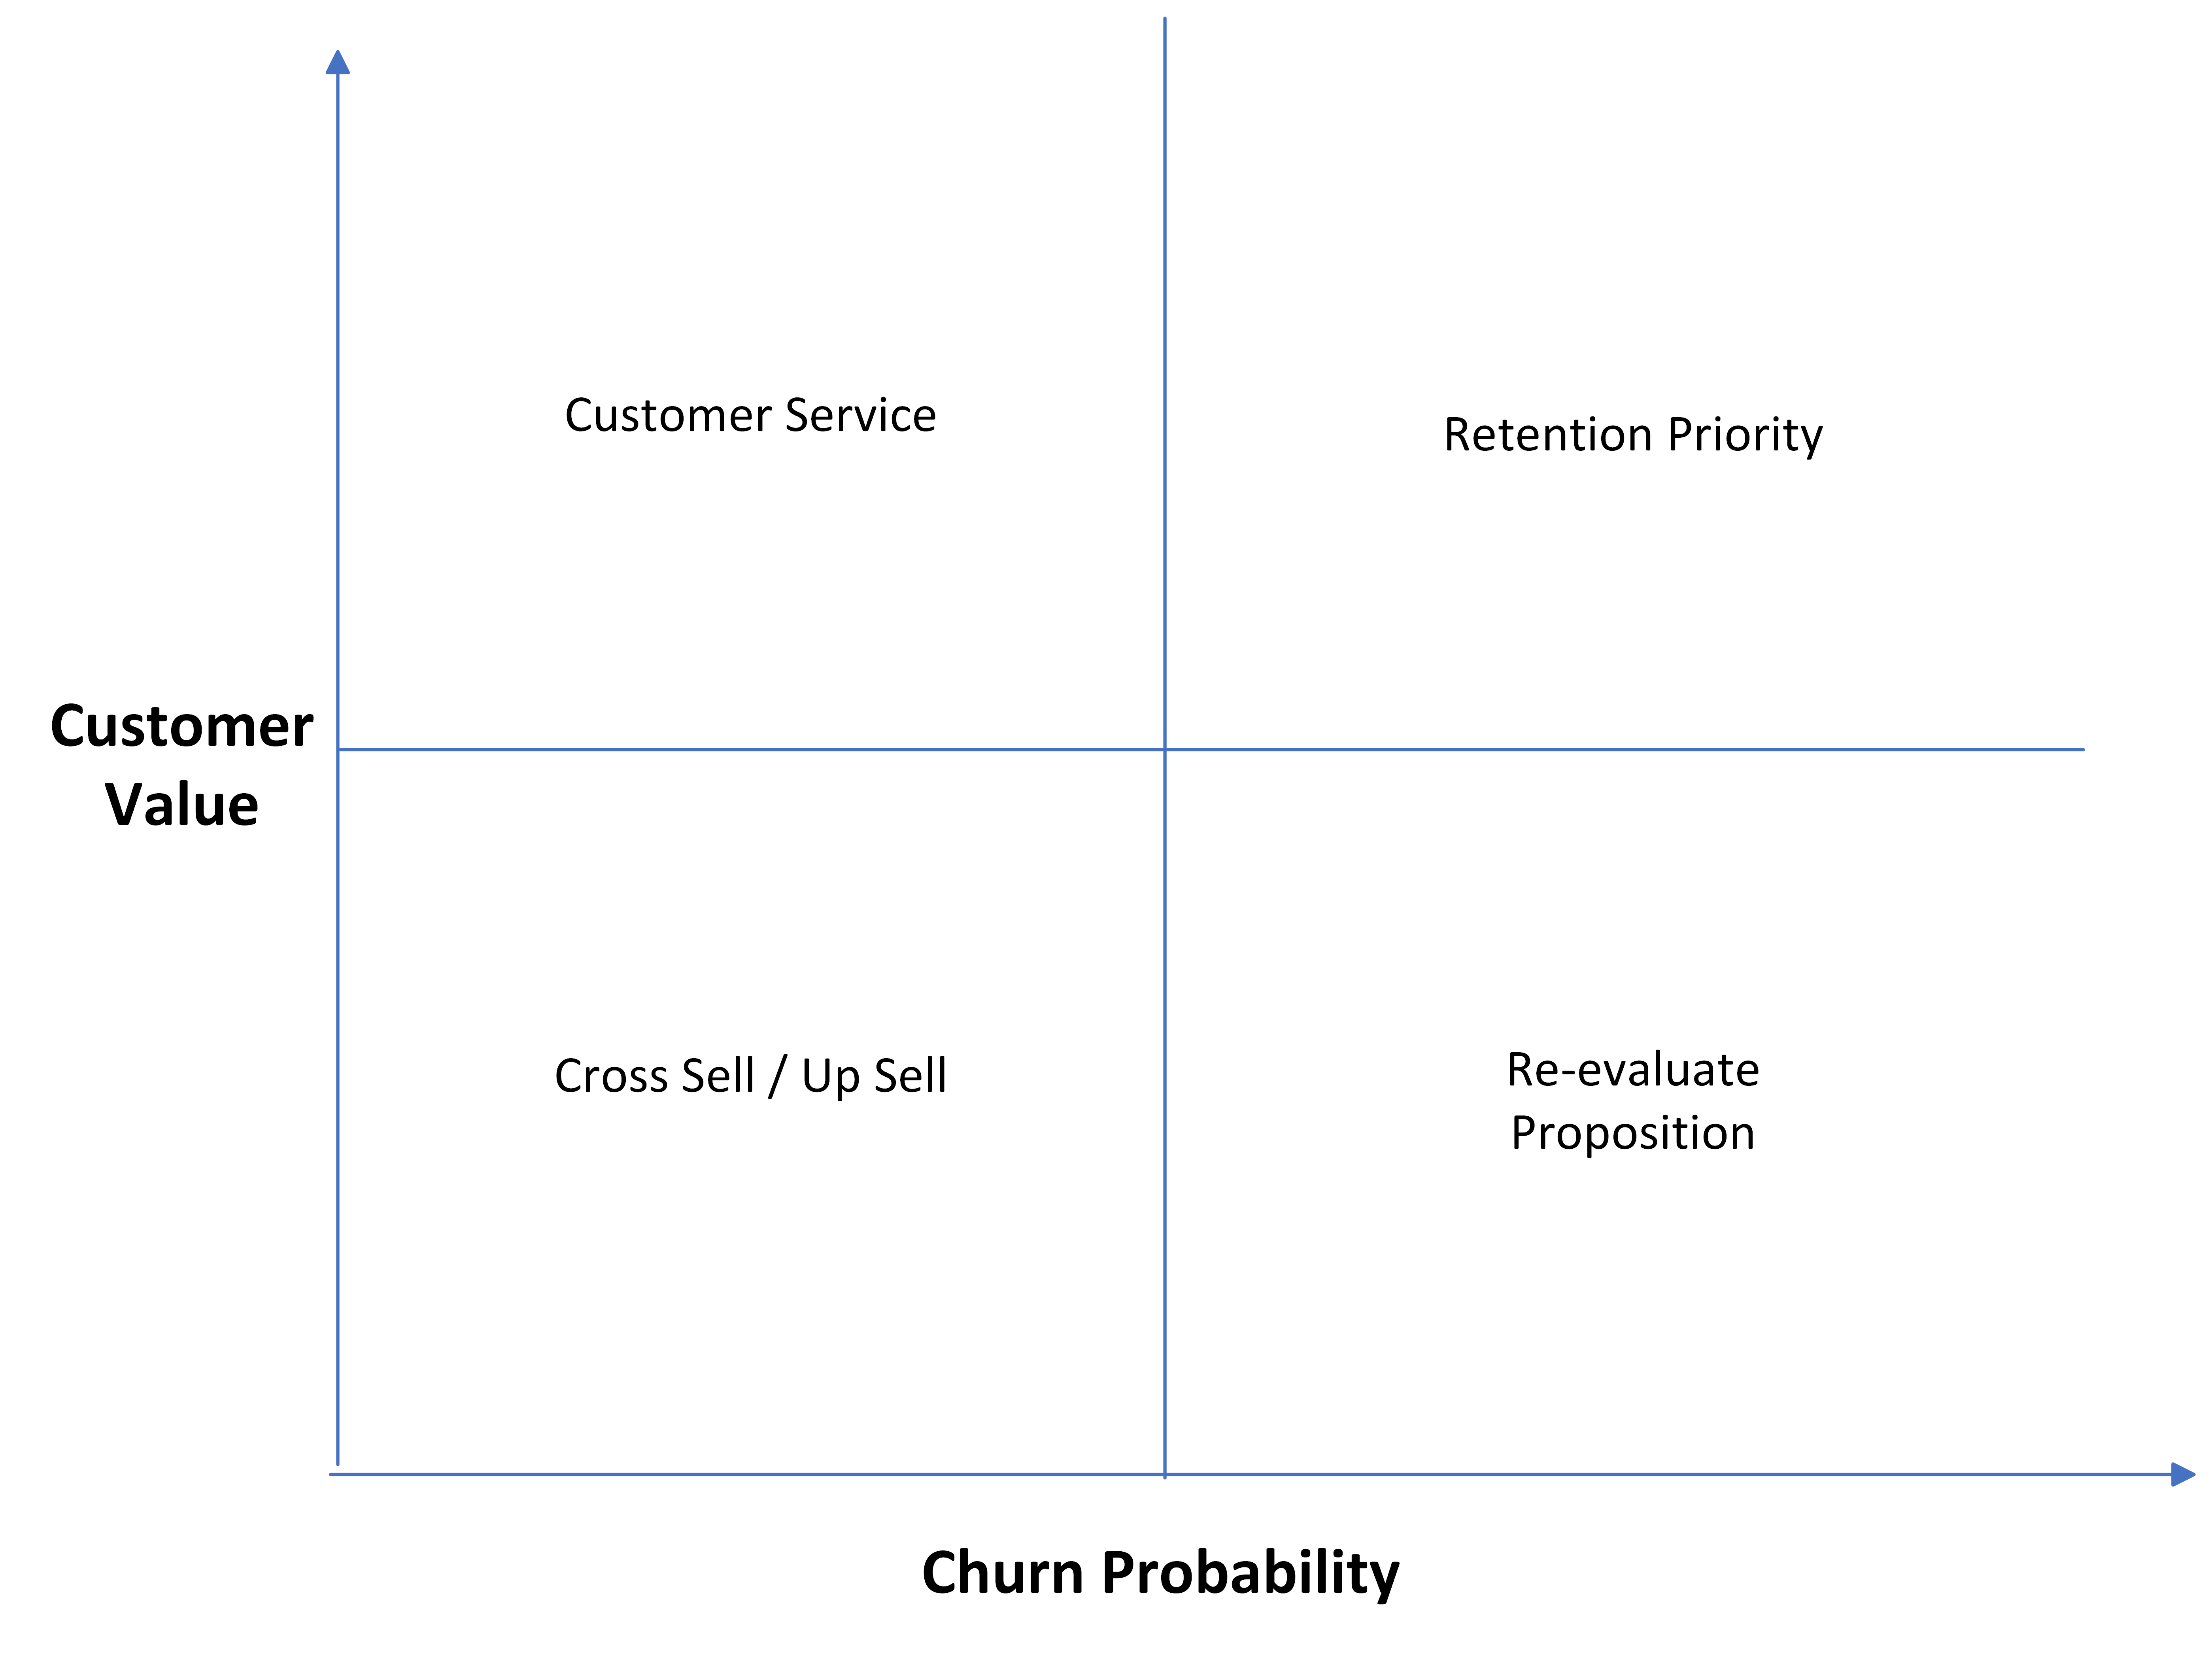 Customer Service
Retention Priority
Customer
Value
Cross Sell / Up Sell
Re-evaluate
Proposition
Churn Probability